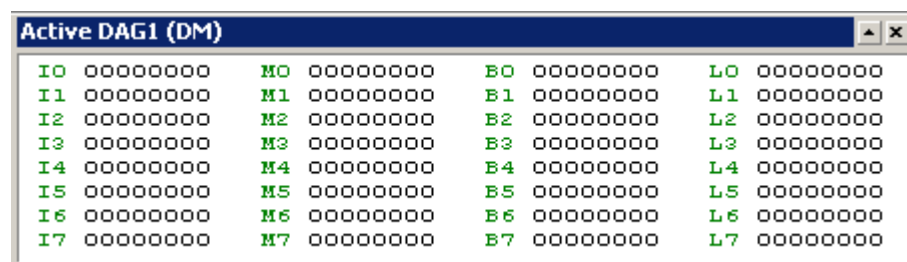 Active DAG1 (DM)
I0 00000000 M0 00000000 B0 00000000 L0 00000000
I1 00000000 M1 00000000 B1 00000000 L1 00000000
I2 00000000 M2 00000000 B2 00000000 L2 00000000
I3 00000000 M3 00000000 B3 00000000 L3 00000000
I4 00000000 M4 00000000 B4 00000000 L4 00000000
I5 00000000 M5 00000000 B5 00000000 L5 00000000
I6 00000000 M6 00000000 B6 00000000 L6 00000000
I7 00000000 M7 00000000 B7 00000000 L7 00000000